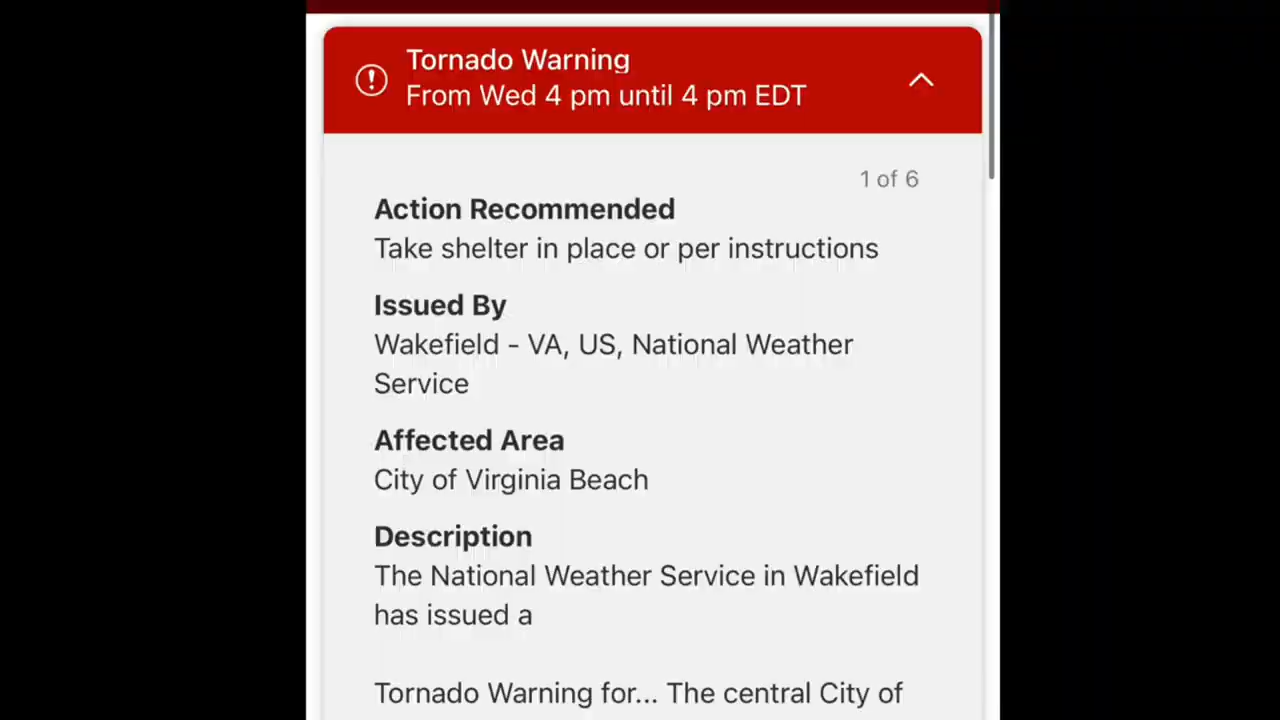 Tornado Warning
From Wed 4 pm until 4 pm EDT
1 of 6
Action Recommended
Take shelter in place or per instructions
Issued By
Wakefield - VA, US, National Weather
Service
Affected Area
City of Virginia Beach
Description
The National Weather Service in Wakefield
has issued a
Tornado Warning for... The central City of